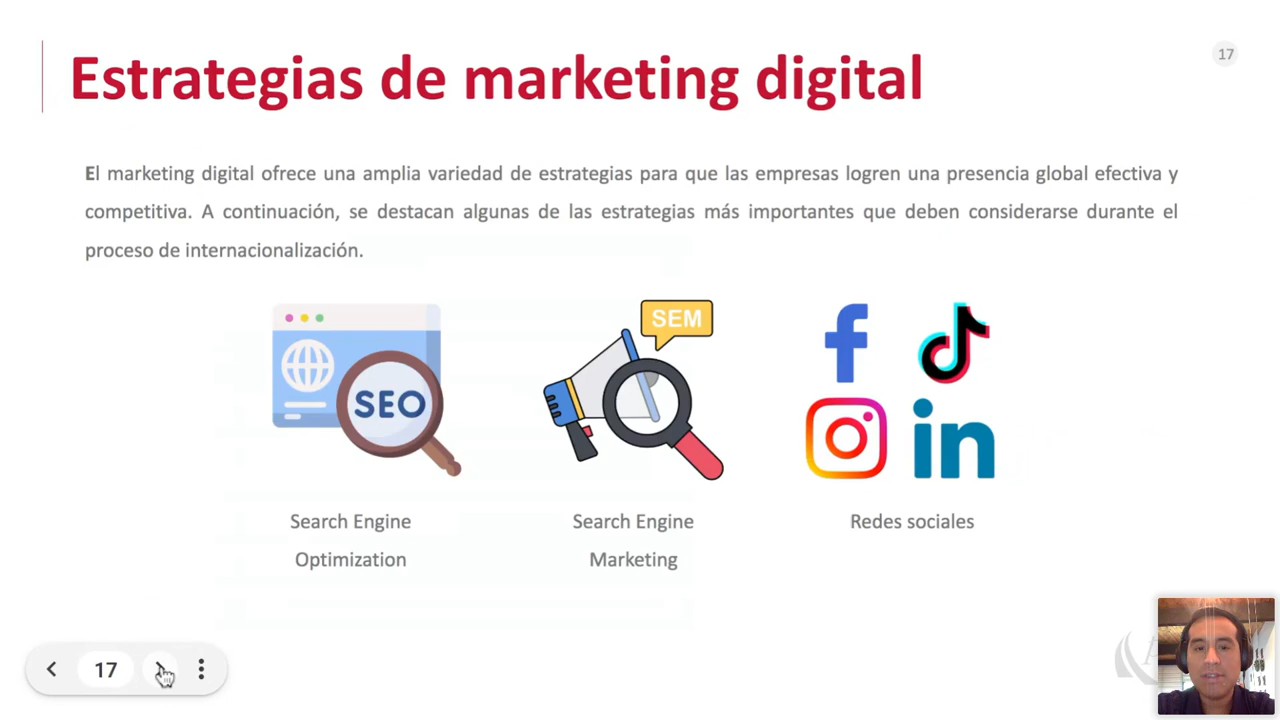 17
Estrategias de marketing digital
El marketing digital ofrece una amplia variedad de estrategias para que las empresas logren una presencia global efectiva y
competitiva. A continuación, se destacan algunas de las estrategias más importantes que deben considerarse durante el
proceso de internacionalización.
SEO
SEM
Search Engine
Optimization
Search Engine
Marketing
Redes sociales
17